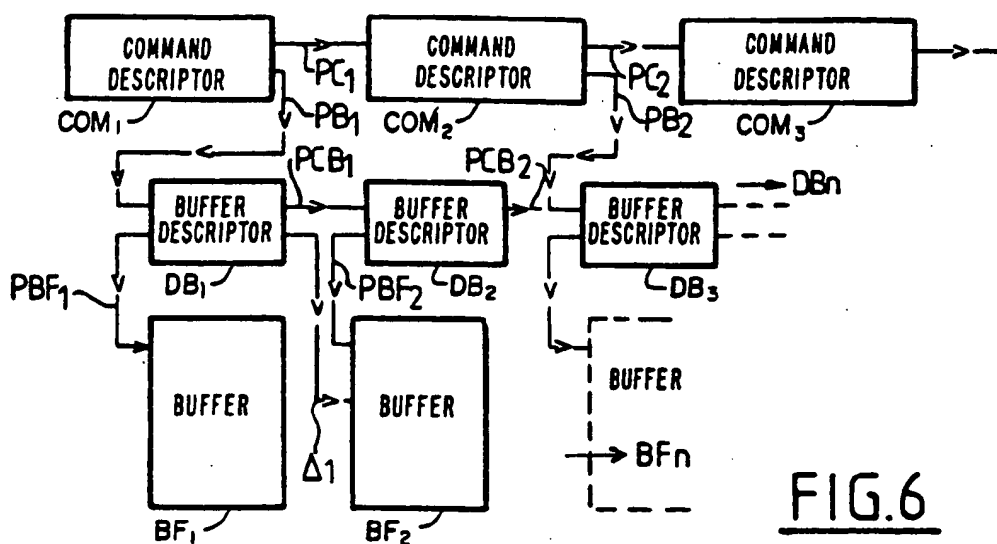 COMMAND
DESCRIPTOR
COM₁
PC₁
PB₁
COMMAND
DESCRIPTOR
COM₂
PC₂
PB₂
COMMAND
DESCRIPTOR
COM₃
PCB₁
PCB₂
BUFFER
DESCRIPTOR
DB₁
BUFFER
DESCRIPTOR
DB₂
BUFFER
DESCRIPTOR
DB₃
DBn
PBF₁
PBF₂
BUFFER
BF₁
Δ1
BUFFER
BF₂
BUFFER
BFn
FIG.6